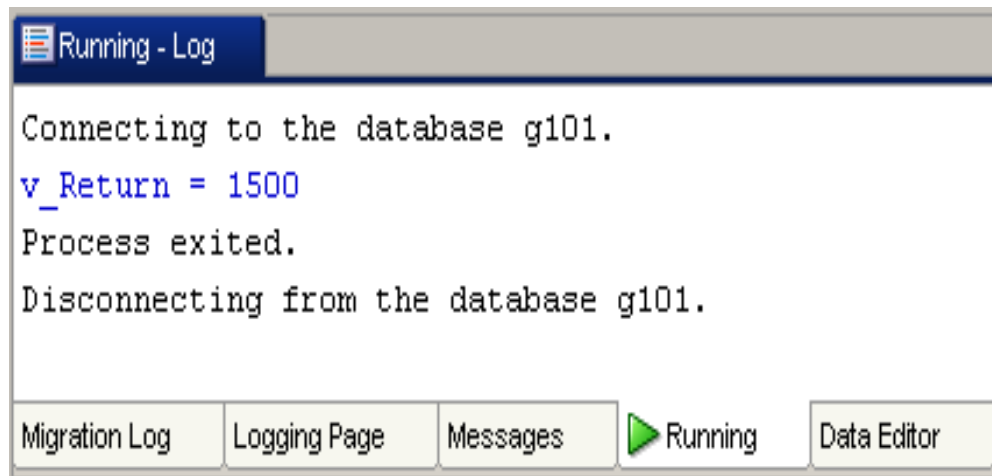 Running - Log
Connecting to the database g101.
v_Return = 1500
Process exited.
Disconnecting from the database g101.
Migration Log
Logging Page
Messages
Running
Data Editor